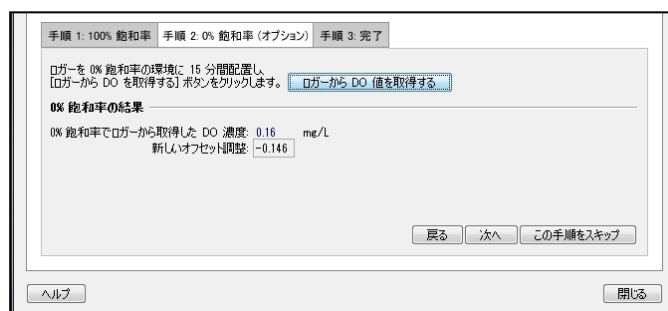 手順 1: 100% 飽和率 手順 2: 0% 飽和率 (オプション) 手順 3: 完了
ロガーを 0% 飽和率の環境に 15 分間配置し、
[ロガーから DO を取得する] ボタンをクリックします。 ロガーから DO 値を取得する
0% 飽和率の結果
0% 飽和率でロガーから取得した DO 濃度: 0.16 mg/L
新しいオフセット調整: -0.146
戻る 次へ この手順をスキップ
ヘルプ 閉じる